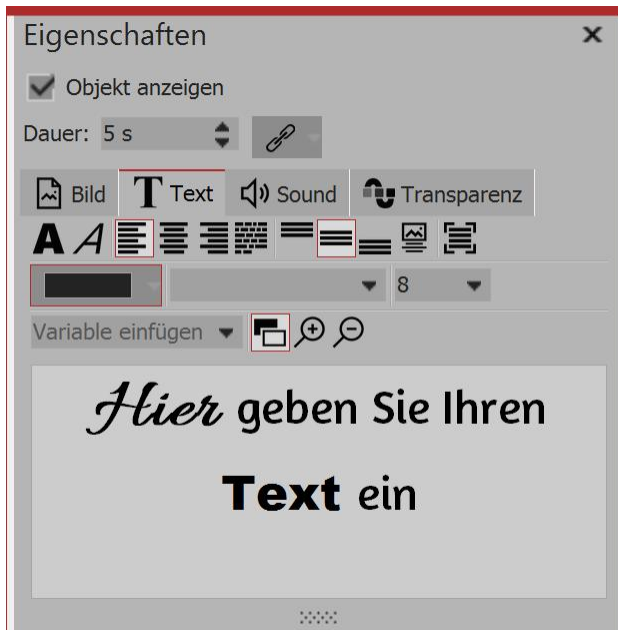 Eigenschaften
Objekt anzeigen
Dauer: 5 s
Bild Text Sound Transparenz
8
Variable einfügen
Hier geben Sie Ihren
Text ein